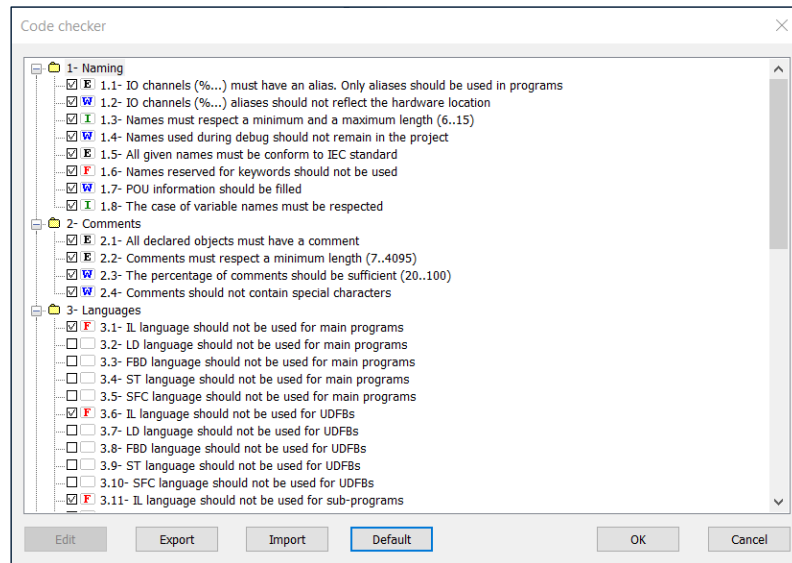 Code checker
1- Naming
E 1.1- IO channels (%...) must have an alias. Only aliases should be used in programs
W 1.2- IO channels (%...) aliases should not reflect the hardware location
I 1.3- Names must respect a minimum and a maximum length (6..15)
W 1.4- Names used during debug should not remain in the project
E 1.5- All given names must be conform to IEC standard
F 1.6- Names reserved for keywords should not be used
W 1.7- POU information should be filled
I 1.8- The case of variable names must be respected
2- Comments
E 2.1- All declared objects must have a comment
E 2.2- Comments must respect a minimum length (7..4095)
W 2.3- The percentage of comments should be sufficient (20..100)
W 2.4- Comments should not contain special characters
3- Languages
F 3.1- IL language should not be used for main programs
3.2- LD language should not be used for main programs
3.3- FBD language should not be used for main programs
3.4- ST language should not be used for main programs
3.5- SFC language should not be used for main programs
F 3.6- IL language should not be used for UDFBs
3.7- LD language should not be used for UDFBs
3.8- FBD language should not be used for UDFBs
3.9- ST language should not be used for UDFBs
3.10- SFC language should not be used for UDFBs
F 3.11- IL language should not be used for sub-programs
Edit Export Import Default OK Cancel